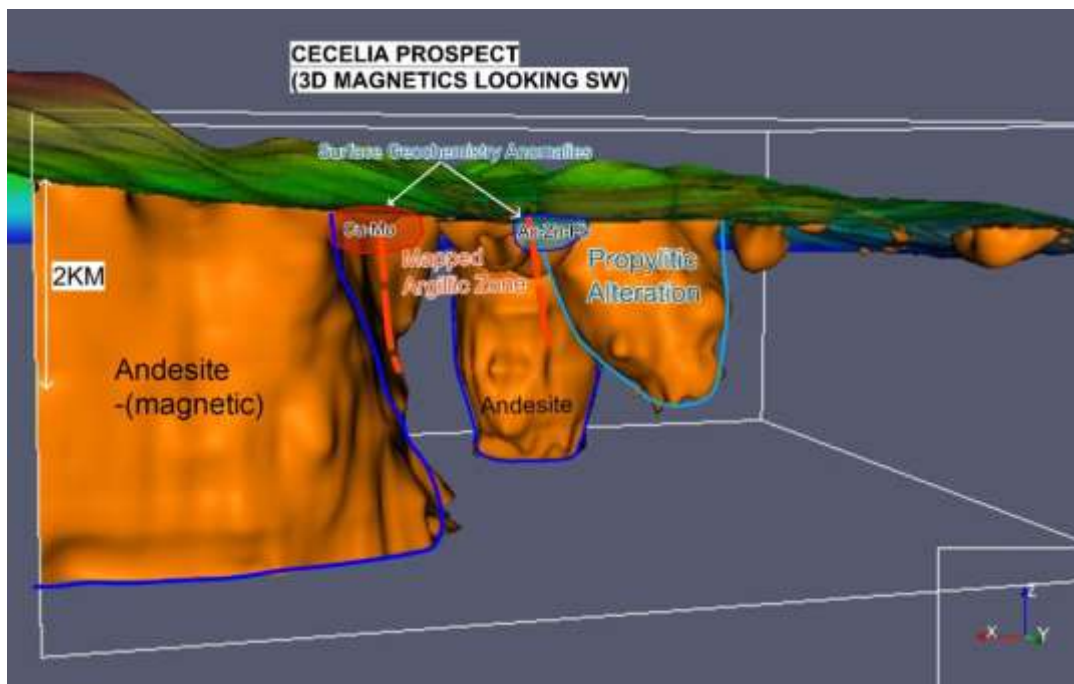 CECELIA PROSPECT
(3D MAGNETICS LOOKING SW)
Surface Geochemistry Anomalies
Mapped
Argillic Zone
Propylitic
Alteration
2KM
Andesite
-(magnetic)
Andesite
Z
X
Y